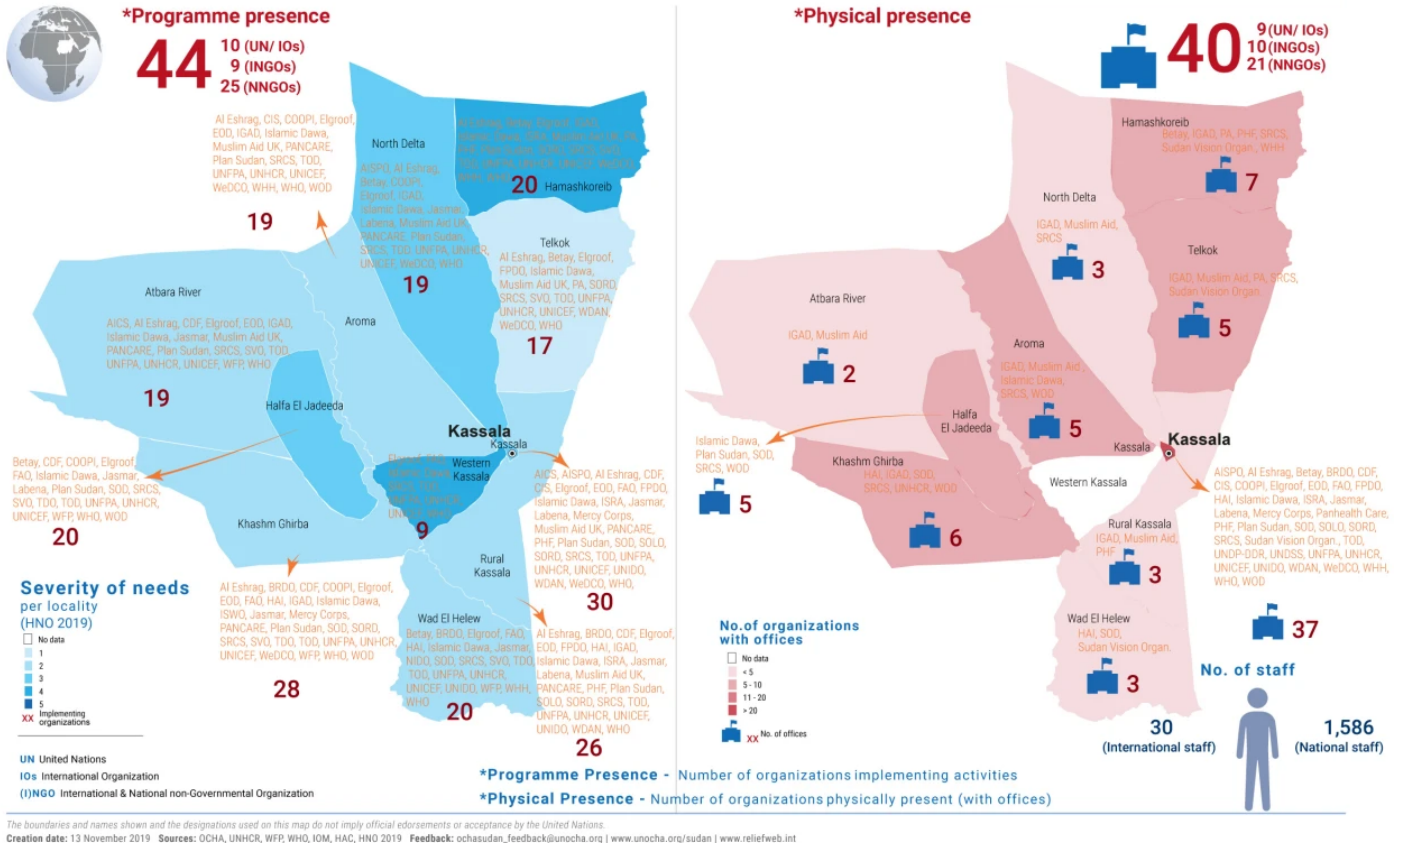 *Programme presence
44
10 (UN/ IOs)
9 (INGOs)
25 (NNGOs)
Al Eshrag, CIS, COOPI, Elgroof,
EOD, IGAD, Islamic Dawa,
Muslim Aid UK, PANCARE,
Plan Sudan, SRCS, TOD,
UNFPA, UNHCR, UNICEF,
WeDCO, WHH, WHO, WOD
19
North Delta
AISPO, Al Eshrag,
Betay, COOPI,
Elgroof, IGAD,
Islamic Dawa, Jasmar,
Labena, Muslim Aid UK,
PANCARE, Plan Sudan,
SRCS, TOD, UNFPA, UNHCR,
UNICEF, WeDCO, WHO
19
20
Hamashkoreib
Telkok
Al Eshrag, Betay, Elgroof,
FPDO, Islamic Dawa,
Muslim Aid UK, PA, SORD,
SRCS, SVO, TOD, UNFPA,
UNHCR, UNICEF, WDAN,
WeDCO, WHO
17
Atbara River
AICS, Al Eshrag, CDF, Elgroof, EOD, IGAD,
Islamic Dawa, Jasmar, Muslim Aid UK,
PANCARE, Plan Sudan, SRCS, SVO, TOD,
UNFPA, UNHCR, UNICEF, WFP, WHO
19
Aroma
Halfa El Jadeeda
Betay, CDF, COOPI, Elgroof,
FAO, Islamic Dawa, Jasmar,
Labena, Plan Sudan, SOD, SRCS,
SVO, TDO, TOD, UNFPA, UNHCR,
UNICEF, WFP, WHO, WOD
20
Kassala
Kassala
Western
Kassala
9
AICS, AISPO, Al Eshrag, CDF,
CIS, Elgroof, EOD, FAO, FPDO,
Islamic Dawa, ISRA, Jasmar,
Labena, Mercy Corps,
Muslim Aid UK, PANCARE,
PHF, Plan Sudan, SOD, SOLO,
SORD, SRCS, TOD, UNFPA,
UNHCR, UNICEF, UNIDO,
WDAN, WeDCO, WHO,
30
Khashm Ghirba
Al Eshrag, BRDO, CDF, COOPI, Elgroof,
EOD, FAO, HAI, IGAD, Islamic Dawa,
ISWO, Jasmar, Mercy Corps,
PANCARE, Plan Sudan, SOD, SORD,
SRCS, SVO, TDO, TOD, UNFPA, UNHCR,
UNICEF, WeDCO, WFP, WHO, WOD
28
Rural
Kassala
Wad El Helew
Betay, BRDO, Elgroof, FAO,
HAI, Islamic Dawa, Jasmar,
NIDO, SOD, SRCS, SVO, TDO,
TOD, UNFPA, UNHCR,
UNICEF, UNIDO, WFP, WHH,
WHO
20
Al Eshrag, BRDO, CDF, Elgroof,
EOD, FPDO, HAI, IGAD,
Islamic Dawa, ISRA, Jasmar,
Labena, Muslim Aid UK,
PANCARE, PHF, Plan Sudan,
SOLO, SORD, SRCS, TOD,
UNFPA, UNHCR, UNICEF,
UNIDO, WDAN, WHO
26
Severity of needs
per locality
(HNO 2019)
No data
1
2
3
4
5
XX Implementing
organizations
UN United Nations
IOs International Organization
(I)NGO International & National non-Governmental Organization
*Physical presence
40
9 (UN/ IOs)
10 (INGOs)
21 (NNGOs)
Hamashkoreib
Betay, IGAD, PA, PHF, SRCS,
Sudan Vision Organ., WHH
7
North Delta
IGAD, Muslim Aid,
SRCS
3
Telkok
IGAD, Muslim Aid, PA, SRCS,
Sudan Vision Organ.
5
Atbara River
IGAD, Muslim Aid
2
Aroma
IGAD, Muslim Aid ,
Islamic Dawa,
SRCS, WOD
5
Halfa
El Jadeeda
Islamic Dawa,
Plan Sudan, SOD,
SRCS, WOD
5
Kassala
Kassala
Khashm Ghirba
HAI, IGAD, SOD,
SRCS, UNHCR, WOD
6
Western Kassala
AISPO, Al Eshrag, Betay, BRDO, CDF,
CIS, COOPI, Elgroof, EOD, FAO, FPDO,
HAI, Islamic Dawa, ISRA, Jasmar,
Labena, Mercy Corps, Panhealth Care,
PHF, Plan Sudan, SOD, SOLO, SORD,
SRCS, Sudan Vision Organ., TOD,
UNDP-DDR, UNDSS, UNFPA, UNHCR,
UNICEF, UNIDO, WDAN, WeDCO, WHH,
WHO, WOD
37
Rural Kassala
IGAD, Muslim Aid,
PHF
3
Wad El Helew
HAI, SOD,
Sudan Vision Organ.
3
No.of organizations
with offices
No data
< 5
5 - 10
11 - 20
> 20
XX No. of offices
No. of staff
30
(International staff)
1,586
(National staff)
*Programme Presence - Number of organizations implementing activities
*Physical Presence - Number of organizations physically present (with offices)
The boundaries and names shown and the designations used on this map do not imply official edorsements or acceptance by the United Nations.
Creation date: 13 November 2019 Sources: OCHA, UNHCR, WFP, WHO, IOM, HAC, HNO 2019 Feedback: ochasudan_feedback@unocha.org | www.unocha.org/sudan | www.reliefweb.int